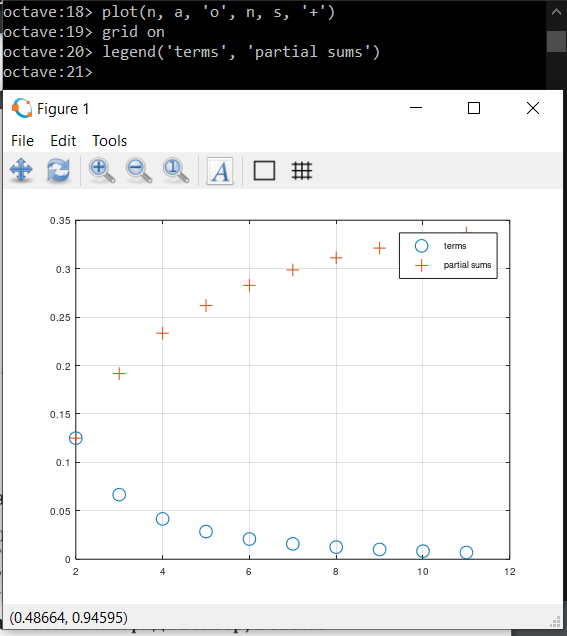 octave:18> plot(n, a, 'o', n, s, '+')
octave:19> grid on
octave:20> legend('terms', 'partial sums')
octave:21>
Figure 1
File Edit Tools
A
0.35
terms
0.3
partial sums
0.25
0.2
0.15
0.1
0.05
0
2 4 6 8 10 12
(0.48664, 0.94595)